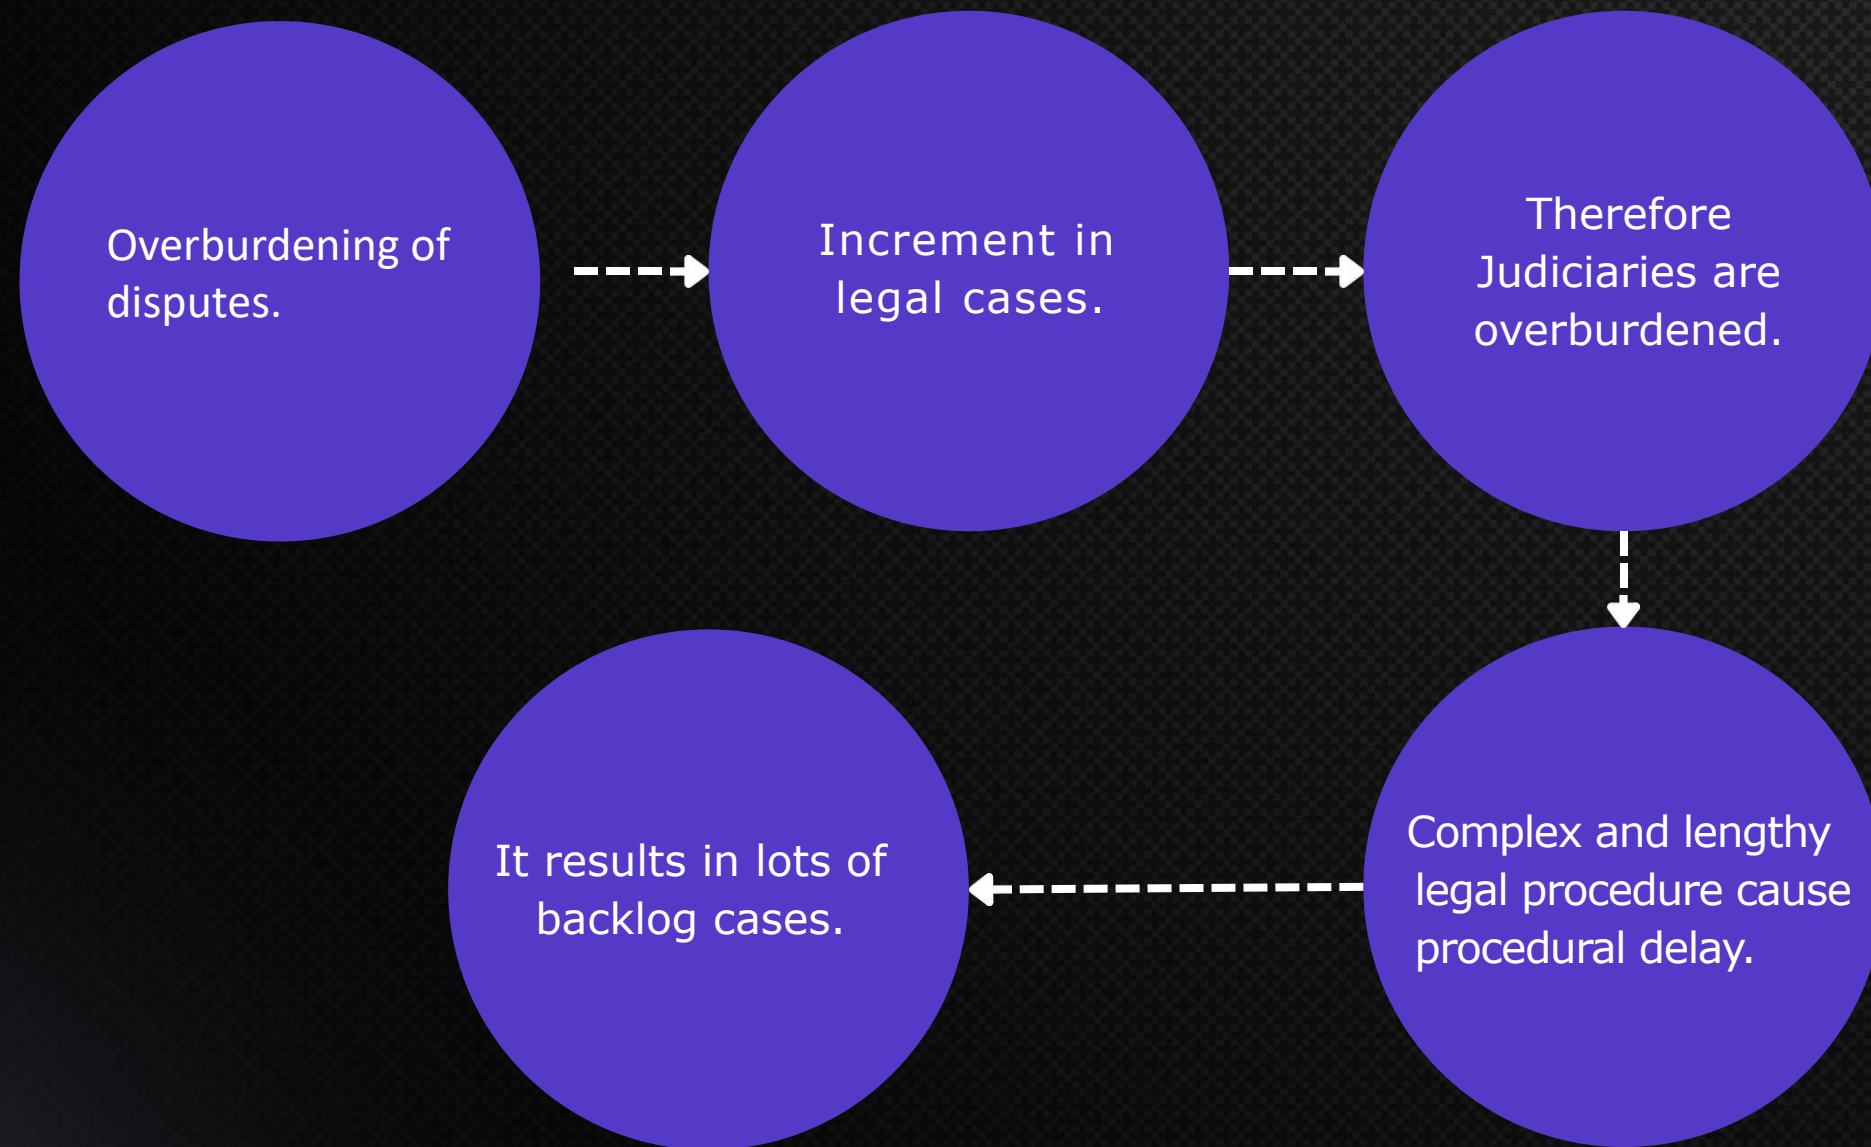 Overburdening of
disputes.
Increment in
legal cases.
Therefore
Judiciaries are
overburdened.
Complex and lengthy
legal procedure cause
procedural delay.
It results in lots of
backlog cases.